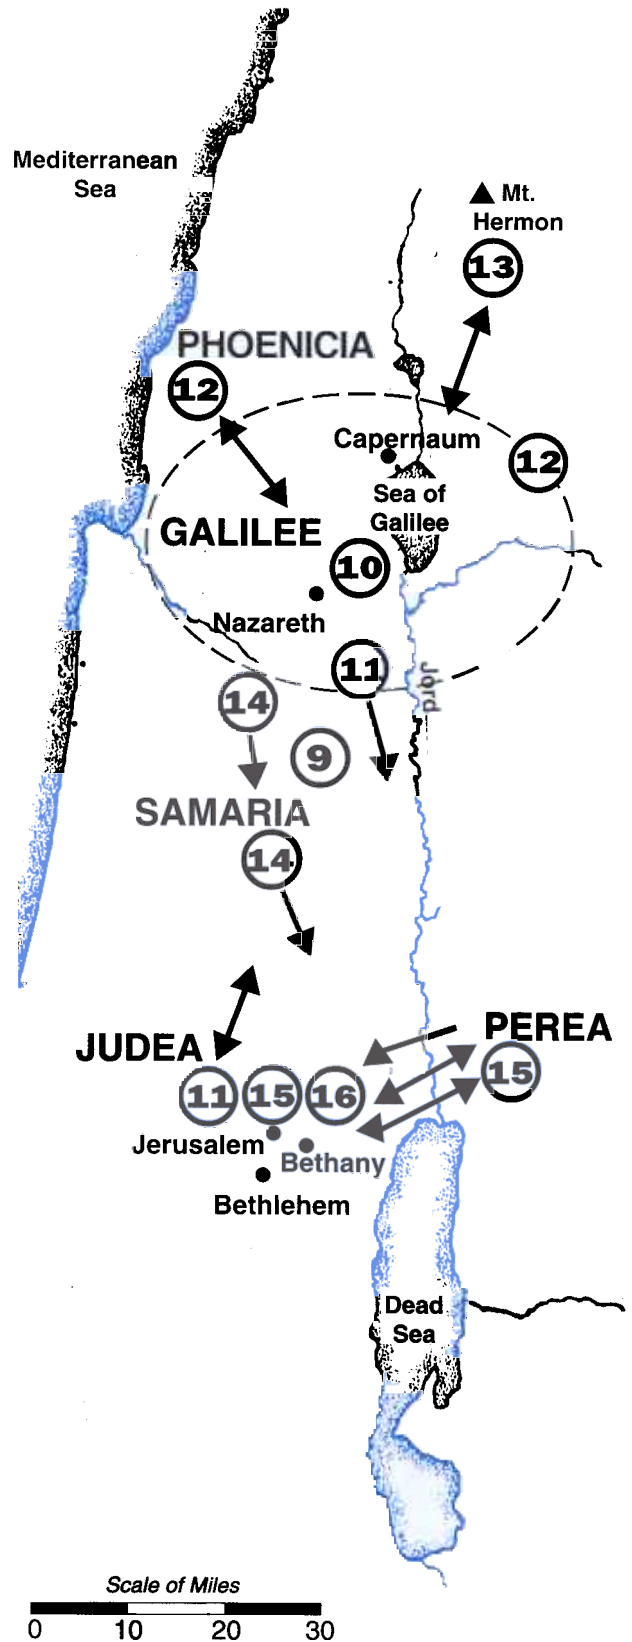 Mediterranean
Sea
Mt.
Hermon
13
PHOENICIA
12
Capernaum
12
Sea of
Galilee
GALILEE
10
Nazareth
11
Jord
14
9
SAMARIA
14
JUDEA
PEREA
11 15 16
15
Jerusalem
Bethany
Bethlehem
Dead
Sea
Scale of Miles
0 10 20 30